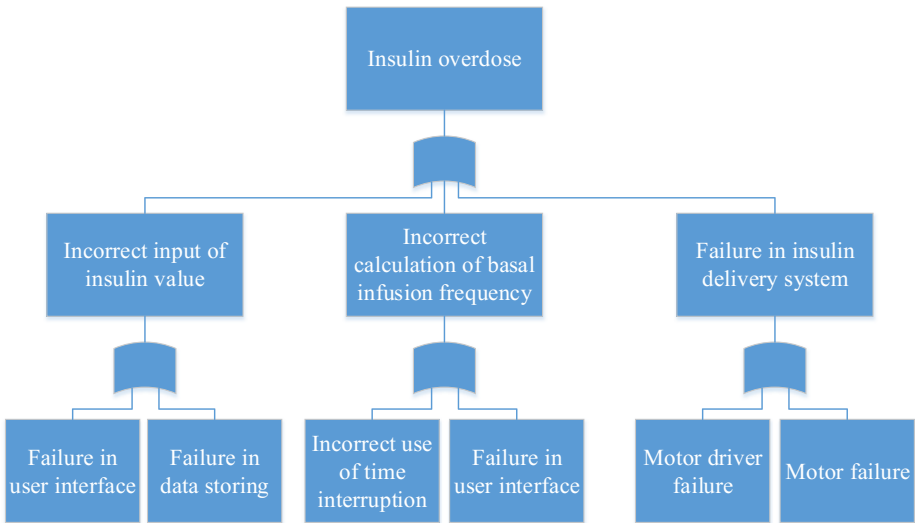 Insulin overdose
Incorrect input of
insulin value
Incorrect
calculation of basal
infusion frequency
Failure in insulin
delivery system
Failure in
user interface
Failure in
data storing
Incorrect use
of time
interruption
Failure in
user interface
Motor driver
failure
Motor failure